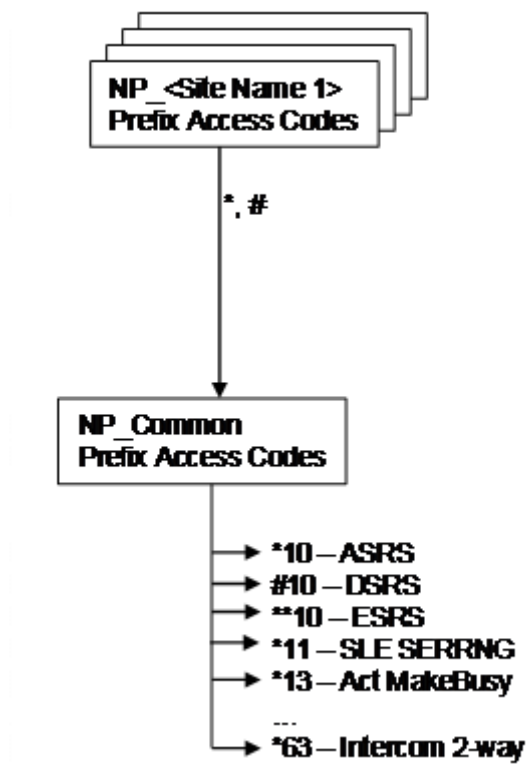 NP_<Site Name 1>
Prefix Access Codes
*, #
NP_Common
Prefix Access Codes
*10 – ASRS
#10 – DSRS
**10 – ESRS
*11 – SLE SERRNG
*13 – Act MakeBusy
...
*63 – Intercom 2-way